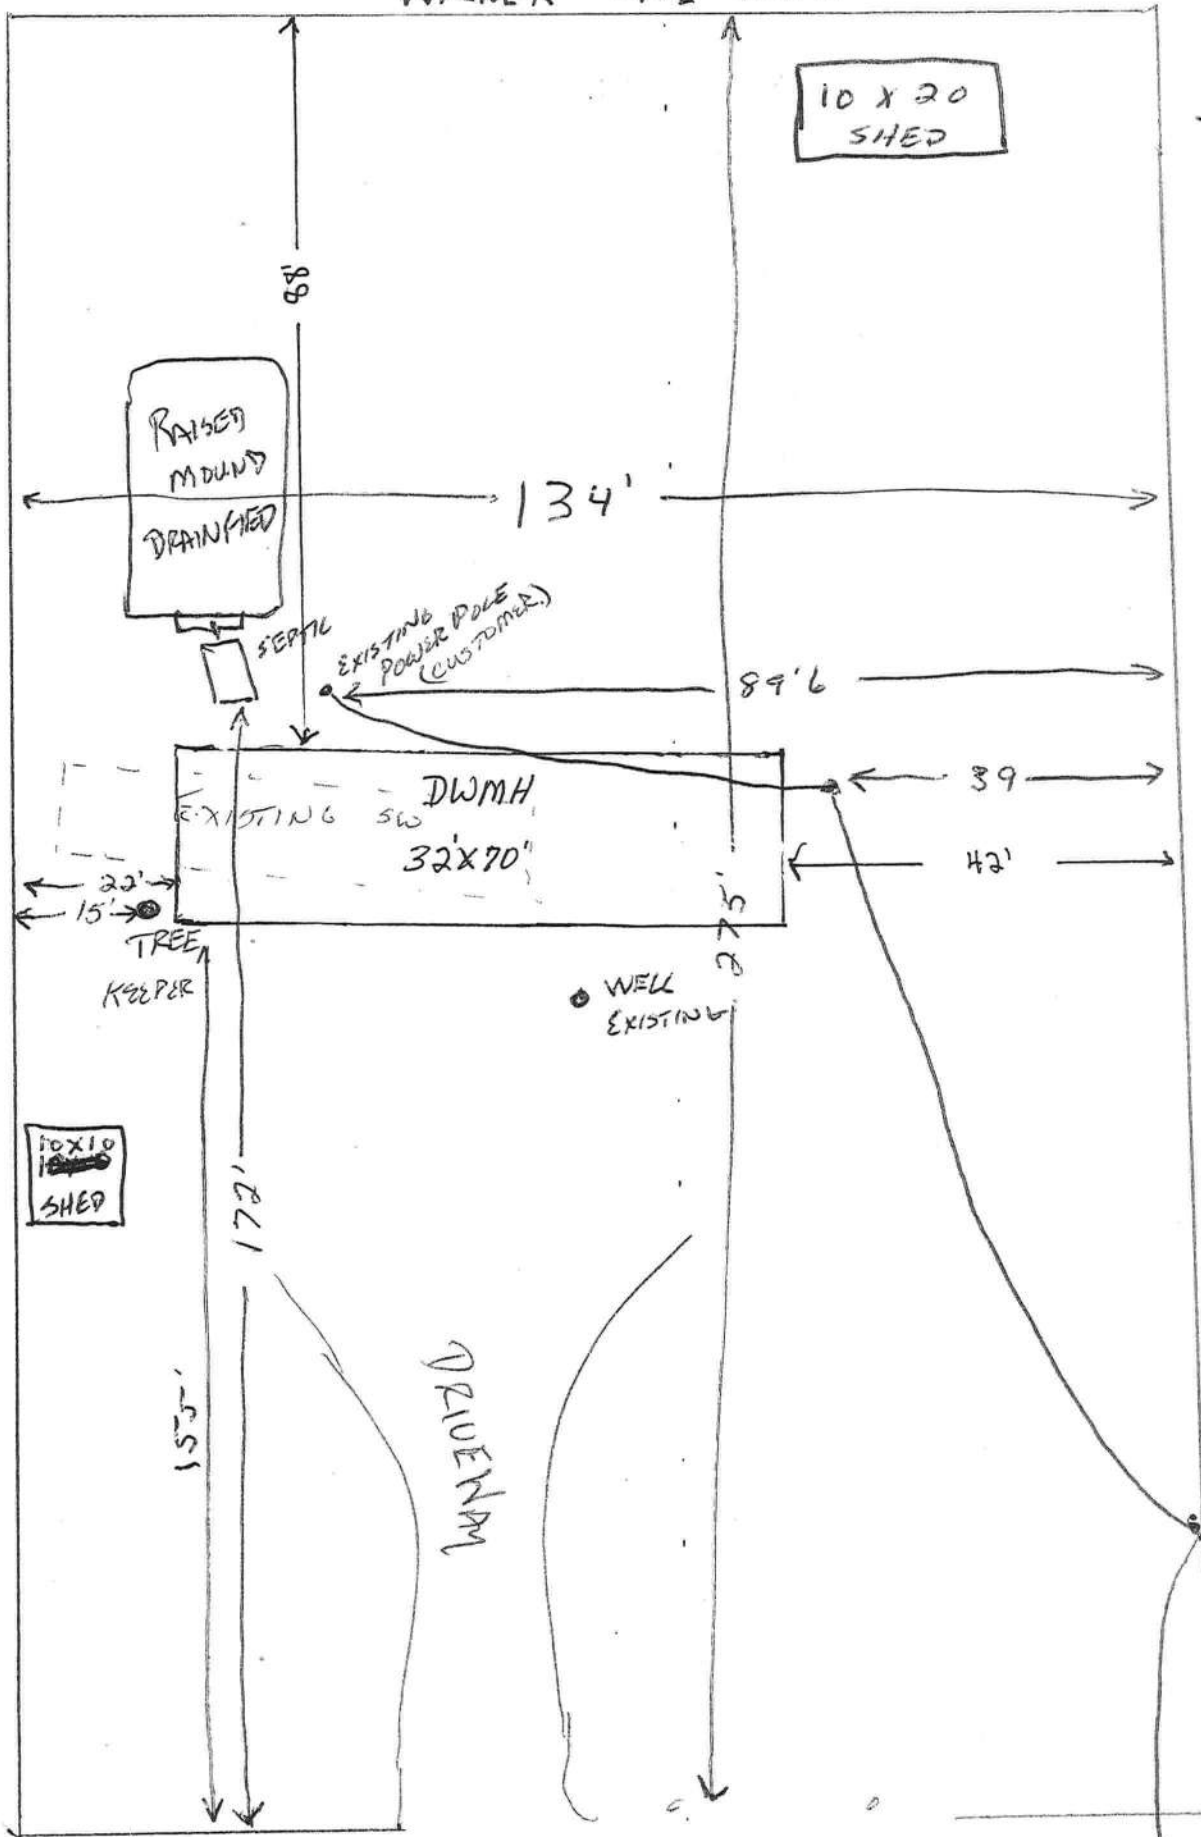 10 X 20
SHED
88'
RAISED
MOUND
DRAINFIED
134'
SEPTIC
EXISTING
POWER POLE
(CUSTOMER)
89'6
39
EXISTING SW
DWMH
32'X70'
42'
22'
15'
TREE
KEEPER
275'
WELL
EXISTING
10X10
SHED
172'
155'
DRIVEWAY